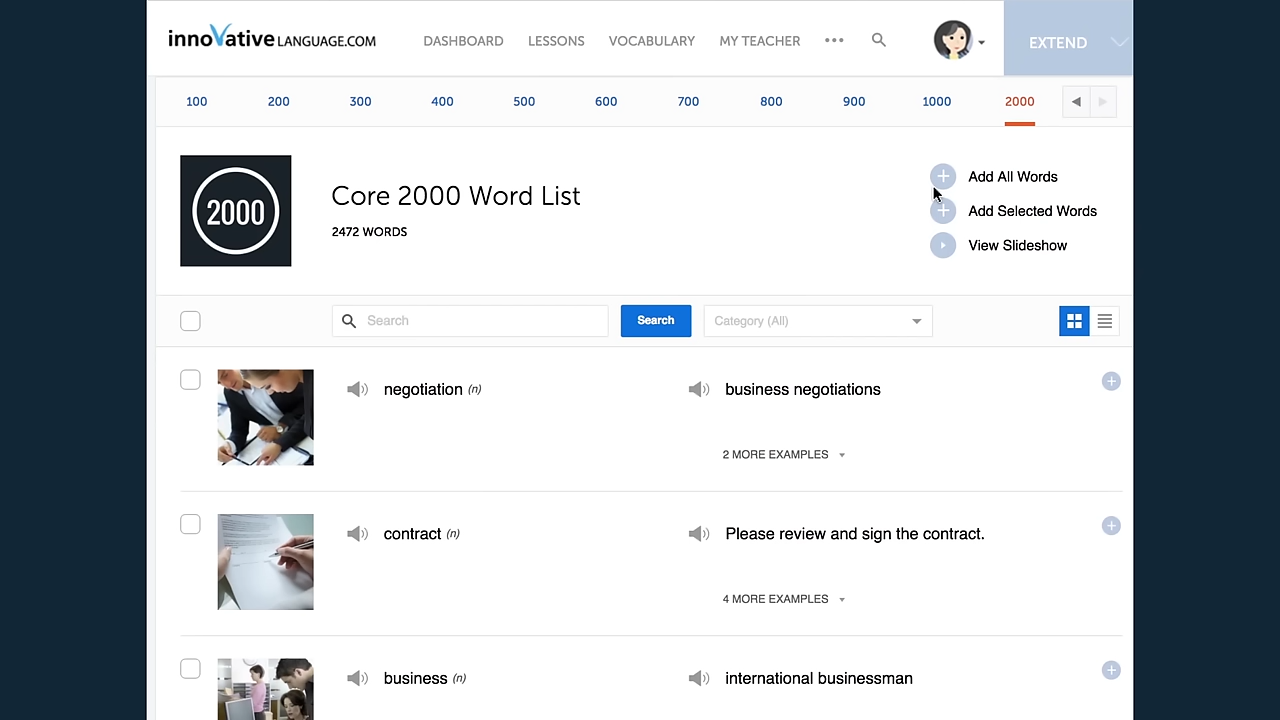 innoVative LANGUAGE.COM
DASHBOARD LESSONS VOCABULARY MY TEACHER EXTEND
100 200 300 400 500 600 700 800 900 1000 2000
2000
Core 2000 Word List
2472 WORDS
Add All Words
Add Selected Words
View Slideshow
Search Search Category (All)
negotiation (n) business negotiations
2 MORE EXAMPLES
contract (n) Please review and sign the contract.
4 MORE EXAMPLES
business (n) international businessman